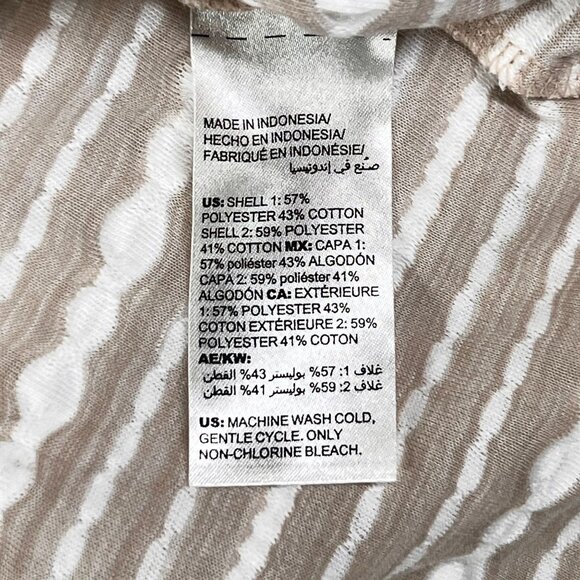 MADE IN INDONESIA/
HECHO EN INDONESIA/
FABRIQUÉ EN INDONÉSIE/
صُنع في إندونيسيا
US: SHELL 1: 57%
POLYESTER 43% COTTON
SHELL 2: 59% POLYESTER
41% COTTON MX: CAPA 1:
57% poliéster 43% ALGODÓN
CAPA 2: 59% poliéster 41%
ALGODÓN CA: EXTÉRIEURE
1: 57% POLYESTER 43%
COTON EXTÉRIEURE 2: 59%
POLYESTER 41% COTON
AE/KW:
غلاف 1: 57% بوليستر 43% القطن
غلاف 2: 59% بوليستر 41% القطن
US: MACHINE WASH COLD,
GENTLE CYCLE. ONLY
NON-CHLORINE BLEACH.